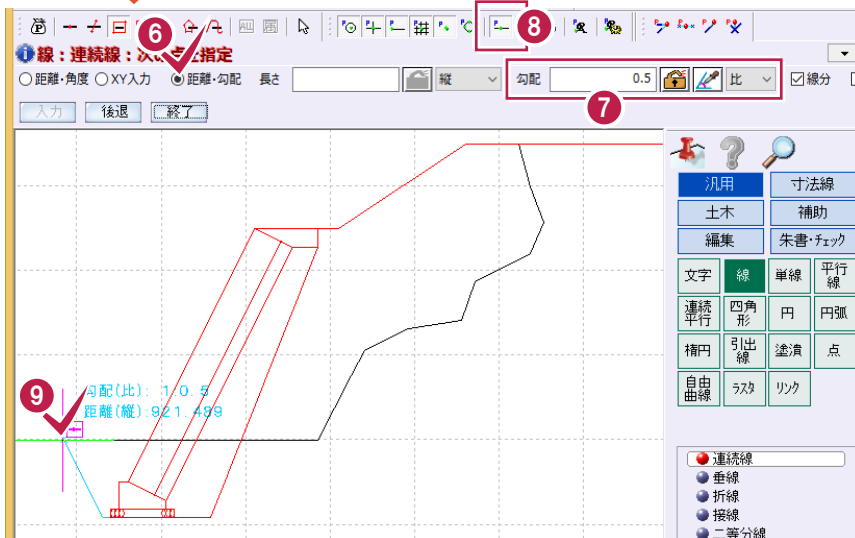 6
8
線：連続線：次の点を指定
距離・角度 XY入力 距離・勾配 長さ 縦 勾配 0.5 比 線分
7
入力 後退 終了
汎用 寸法線
土木 補助
編集 朱書・チェック
文字 線 単線 平行線
連続平行 四角形 円 円弧
楕円 引出線 塗潰 点
自由曲線 ラスタ リンク
9
勾配(比): 1:0.5
距離(縦):921.489
連続線
垂線
折線
接線
二等分線